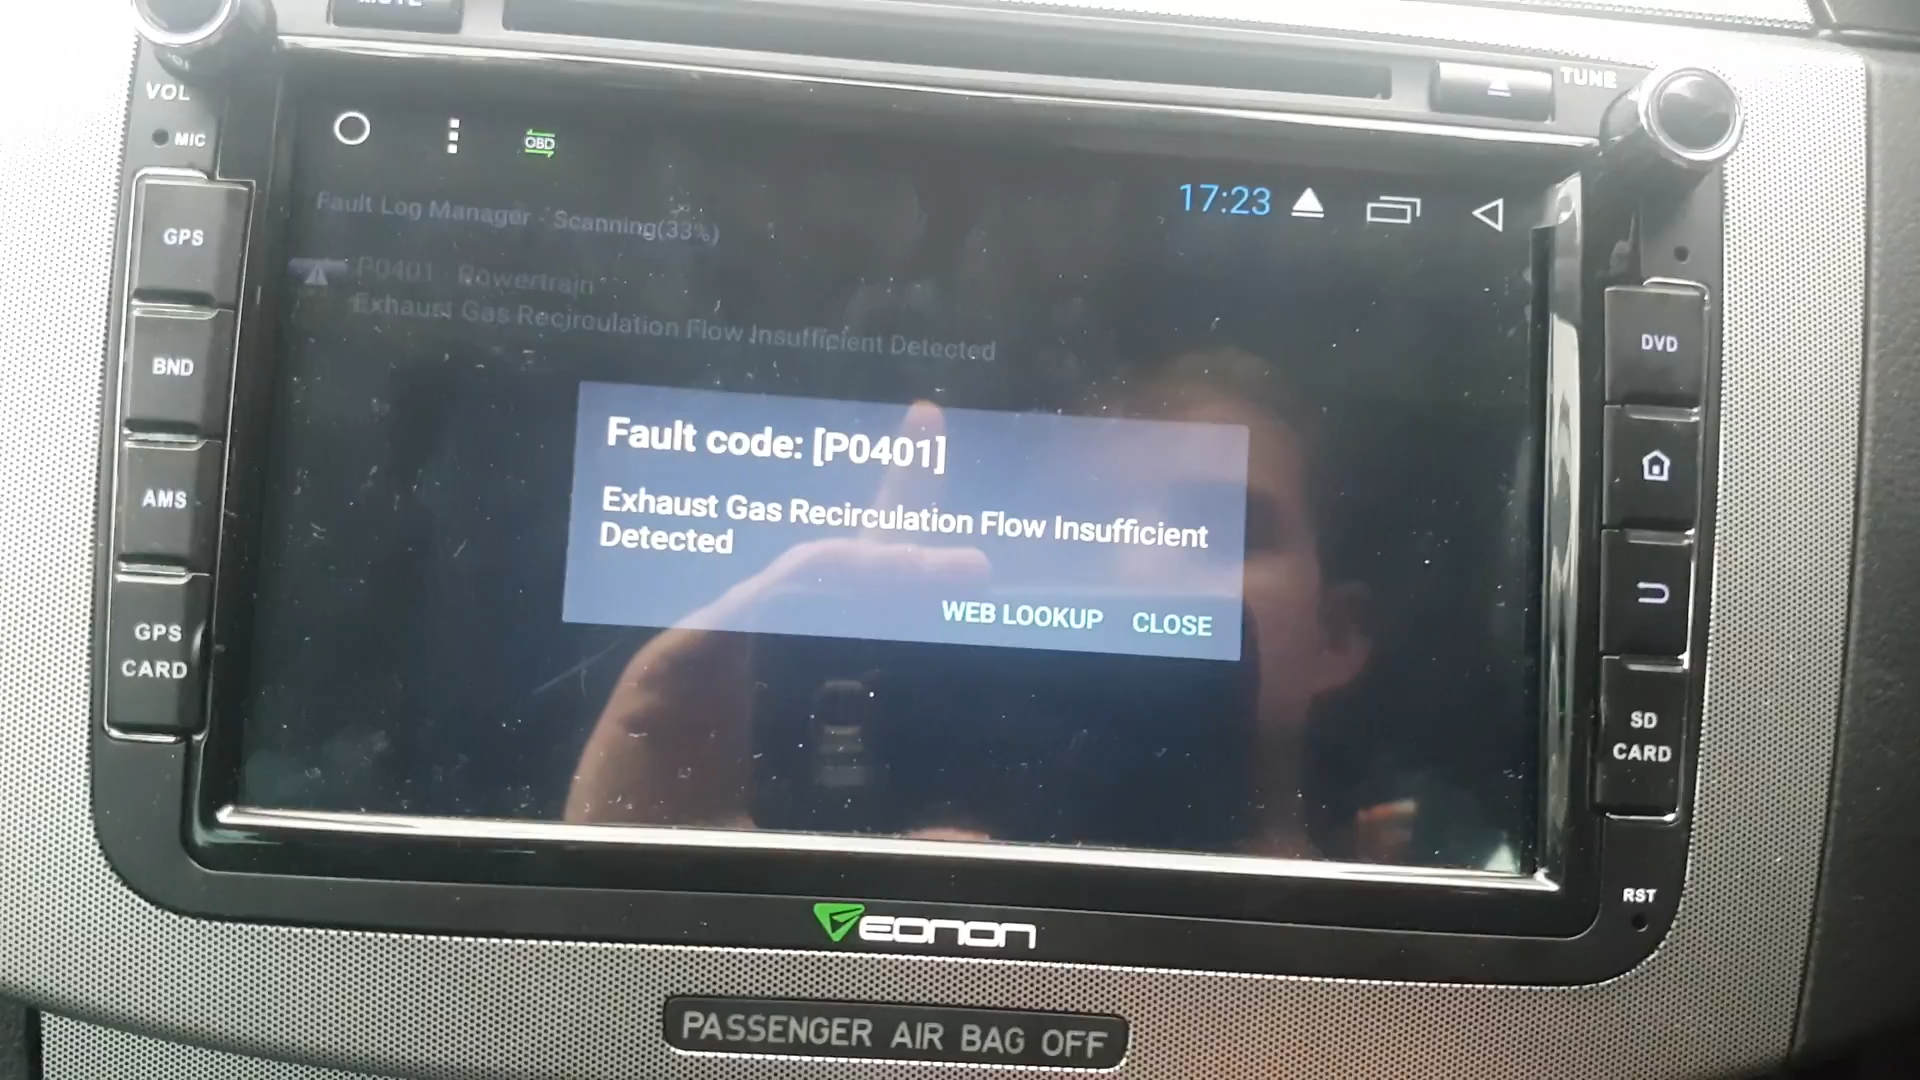 VOL
TUNE
MIC
OBD
17:23
Fault Log Manager - Scanning(33%)
P0401 - Powertrain
Exhaust Gas Recirculation Flow Insufficient Detected
Fault code: [P0401]
Exhaust Gas Recirculation Flow Insufficient
Detected
WEB LOOKUP CLOSE
GPS
BND
AMS
GPS
CARD
DVD
SD
CARD
RST
eonon
PASSENGER AIR BAG OFF